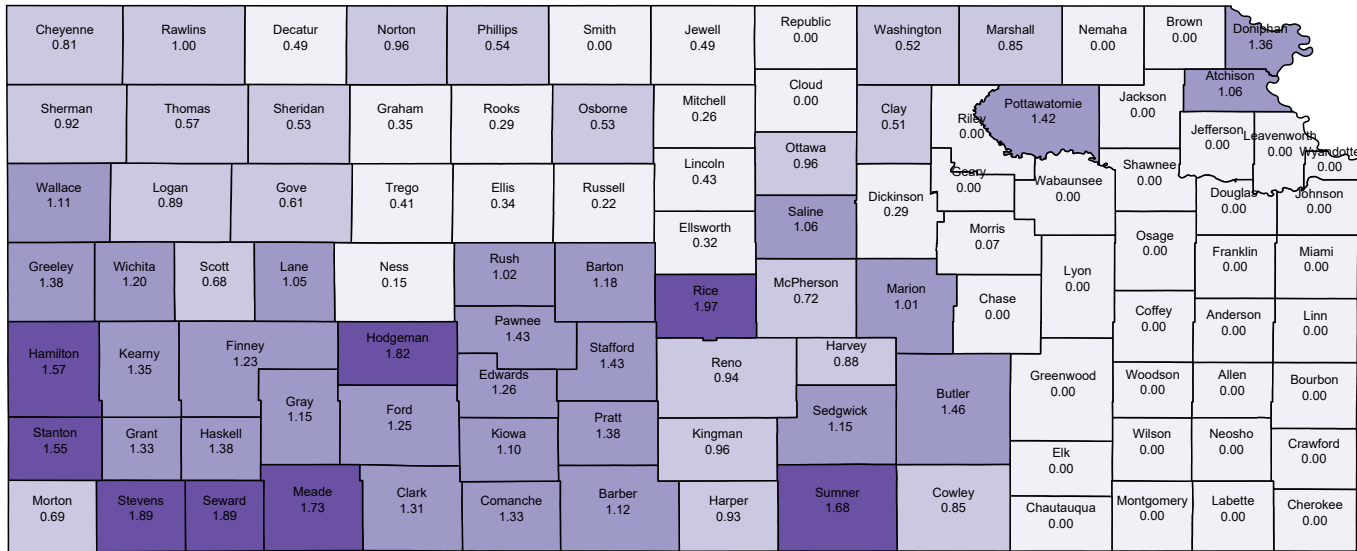 Cheyenne
0.81
Rawlins
1.00
Decatur
0.49
Norton
0.96
Phillips
0.54
Smith
0.00
Jewell
0.49
Republic
0.00
Washington
0.52
Marshall
0.85
Nemaha
0.00
Brown
0.00
Doniphan
1.36
Sherman
0.92
Thomas
0.57
Sheridan
0.53
Graham
0.35
Rooks
0.29
Osborne
0.53
Mitchell
0.26
Cloud
0.00
Clay
0.51
Riley
0.00
Pottawatomie
1.42
Jackson
0.00
Atchison
1.06
Jefferson
0.00
Leavenworth
0.00
Wyandotte
0.00
Wallace
1.11
Logan
0.89
Gove
0.61
Trego
0.41
Ellis
0.34
Russell
0.22
Lincoln
0.43
Ottawa
0.96
Dickinson
0.29
Geary
0.00
Wabaunsee
0.00
Shawnee
0.00
Douglas
0.00
Johnson
0.00
Greeley
1.38
Wichita
1.20
Scott
0.68
Lane
1.05
Ness
0.15
Rush
1.02
Barton
1.18
Ellsworth
0.32
Saline
1.06
Morris
0.07
Osage
0.00
Franklin
0.00
Miami
0.00
Rice
1.97
McPherson
0.72
Marion
1.01
Chase
0.00
Lyon
0.00
Coffey
0.00
Anderson
0.00
Linn
0.00
Hamilton
1.57
Kearny
1.35
Finney
1.23
Hodgeman
1.82
Pawnee
1.43
Stafford
1.43
Edwards
1.26
Reno
0.94
Harvey
0.88
Greenwood
0.00
Woodson
0.00
Allen
0.00
Bourbon
0.00
Gray
1.15
Ford
1.25
Kiowa
1.10
Pratt
1.38
Kingman
0.96
Sedgwick
1.15
Butler
1.46
Stanton
1.55
Grant
1.33
Haskell
1.38
Elk
0.00
Wilson
0.00
Neosho
0.00
Crawford
0.00
Morton
0.69
Stevens
1.89
Seward
1.89
Meade
1.73
Clark
1.31
Comanche
1.33
Barber
1.12
Harper
0.93
Sumner
1.68
Cowley
0.85
Chautauqua
0.00
Montgomery
0.00
Labette
0.00
Cherokee
0.00